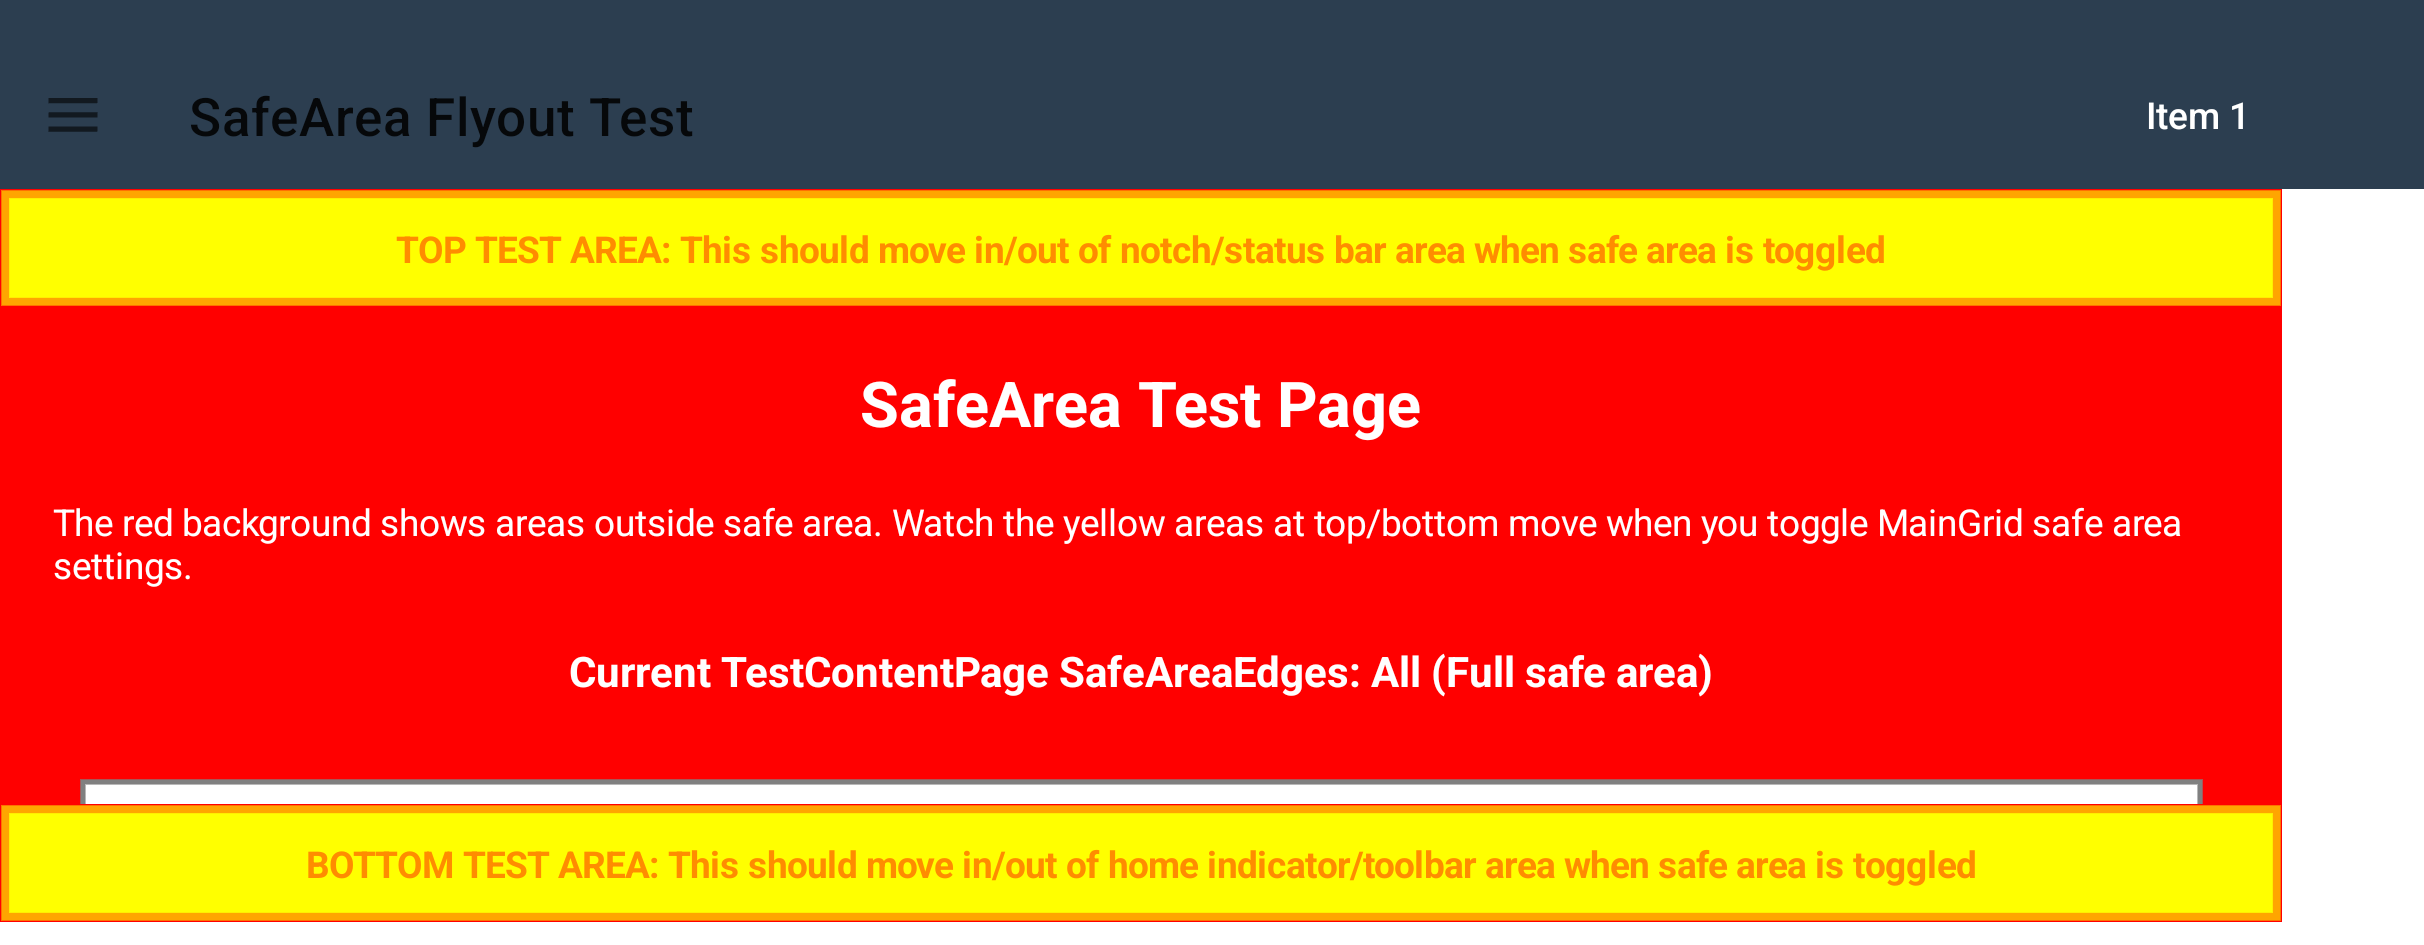 SafeArea Flyout Test
Item 1
TOP TEST AREA: This should move in/out of notch/status bar area when safe area is toggled
SafeArea Test Page
The red background shows areas outside safe area. Watch the yellow areas at top/bottom move when you toggle MainGrid safe area
settings.
Current TestContentPage SafeAreaEdges: All (Full safe area)
BOTTOM TEST AREA: This should move in/out of home indicator/toolbar area when safe area is toggled